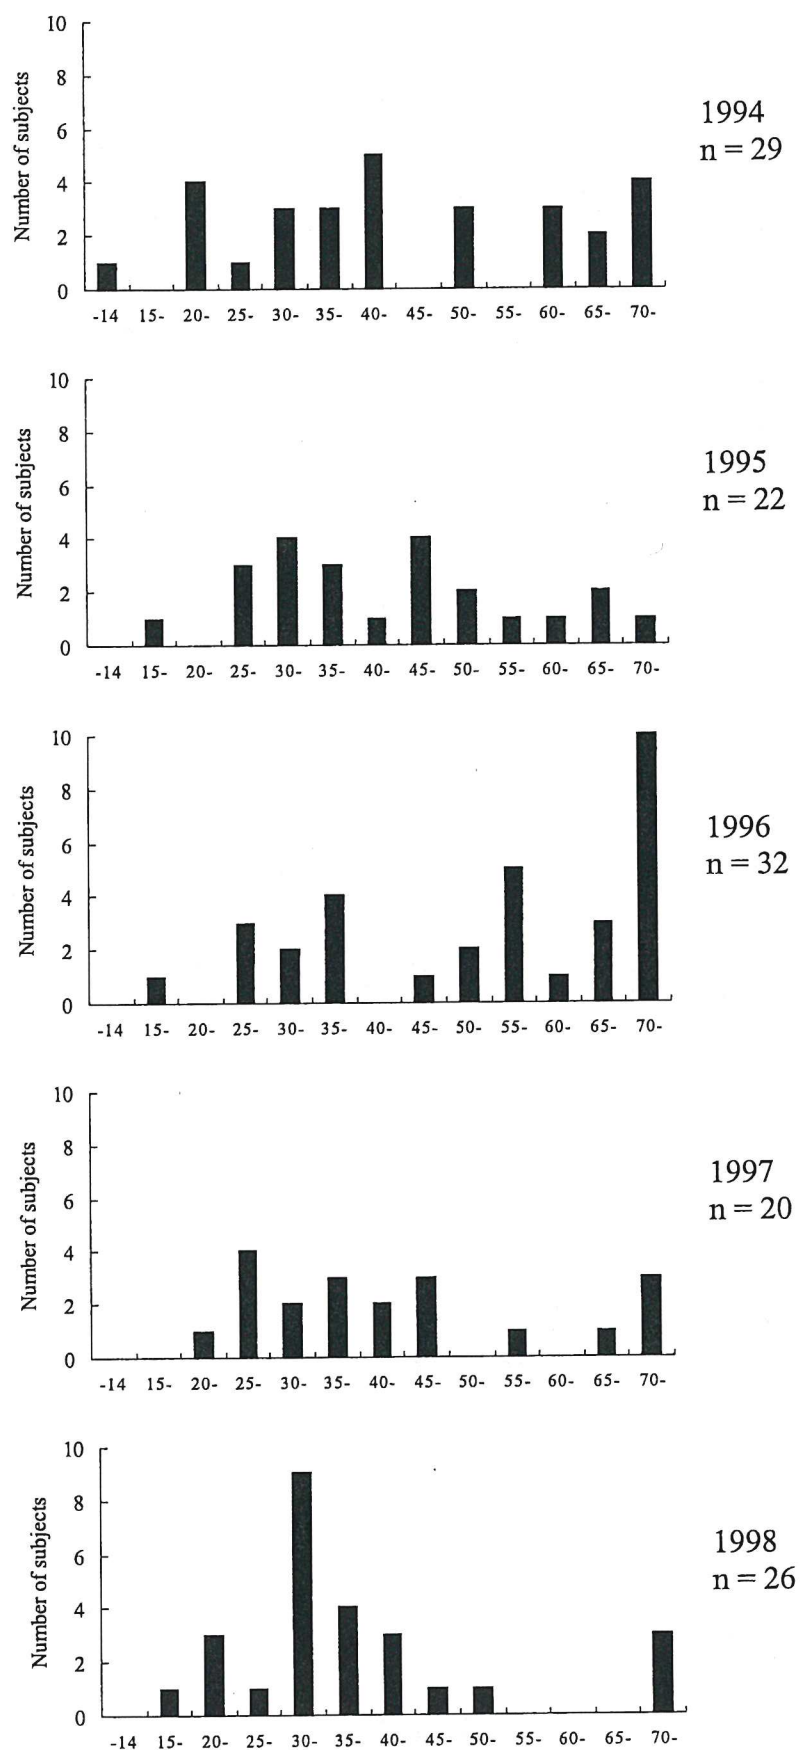 10
8
6
4
2
0
Number of subjects
1994
n = 29
-14 15- 20- 25- 30- 35- 40- 45- 50- 55- 60- 65- 70-
10
8
6
4
2
0
Number of subjects
1995
n = 22
-14 15- 20- 25- 30- 35- 40- 45- 50- 55- 60- 65- 70-
10
8
6
4
2
0
Number of subjects
1996
n = 32
-14 15- 20- 25- 30- 35- 40- 45- 50- 55- 60- 65- 70-
10
8
6
4
2
0
Number of subjects
1997
n = 20
-14 15- 20- 25- 30- 35- 40- 45- 50- 55- 60- 65- 70-
10
8
6
4
2
0
Number of subjects
1998
n = 26
-14 15- 20- 25- 30- 35- 40- 45- 50- 55- 60- 65- 70-